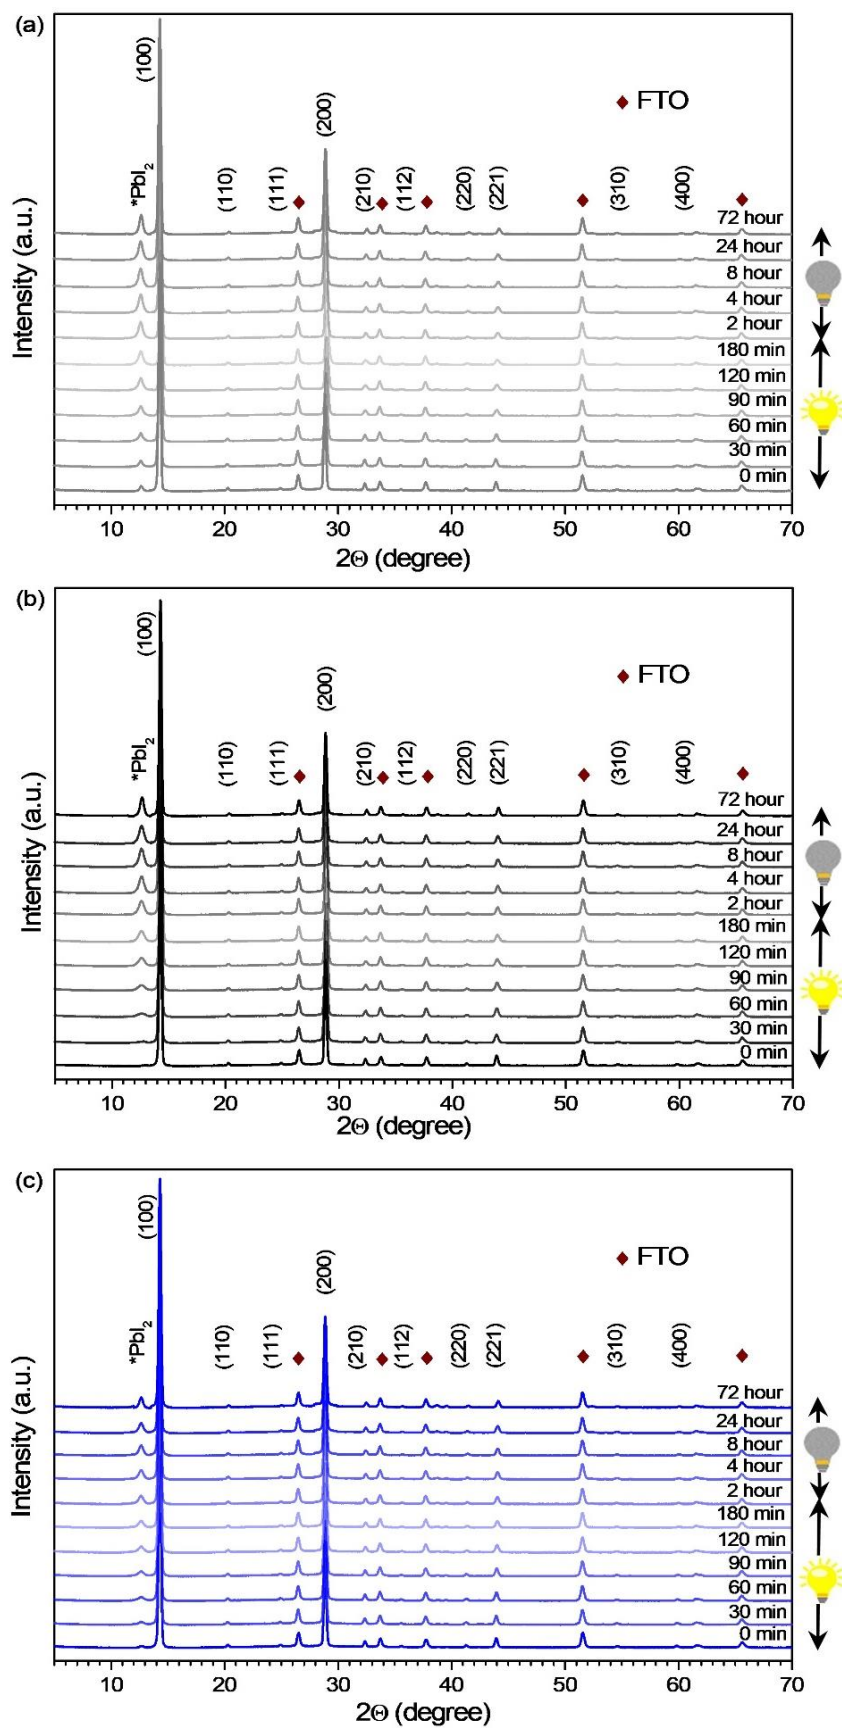 (a)
(100)
(200)
◆ FTO
*PbI₂
(110)
(111)
(210)
(112)
(220)
(221)
(310)
(400)
72 hour
24 hour
8 hour
4 hour
2 hour
180 min
120 min
90 min
60 min
30 min
0 min
Intensity (a.u.)
10 20 30 40 50 60 70
2Θ (degree)
(b)
(100)
(200)
◆ FTO
*PbI₂
(110)
(111)
(210)
(112)
(220)
(221)
(310)
(400)
72 hour
24 hour
8 hour
4 hour
2 hour
180 min
120 min
90 min
60 min
30 min
0 min
Intensity (a.u.)
10 20 30 40 50 60 70
2Θ (degree)
(c)
(100)
(200)
◆ FTO
*PbI₂
(110)
(111)
(210)
(112)
(220)
(221)
(310)
(400)
72 hour
24 hour
8 hour
4 hour
2 hour
180 min
120 min
90 min
60 min
30 min
0 min
Intensity (a.u.)
10 20 30 40 50 60 70
2Θ (degree)